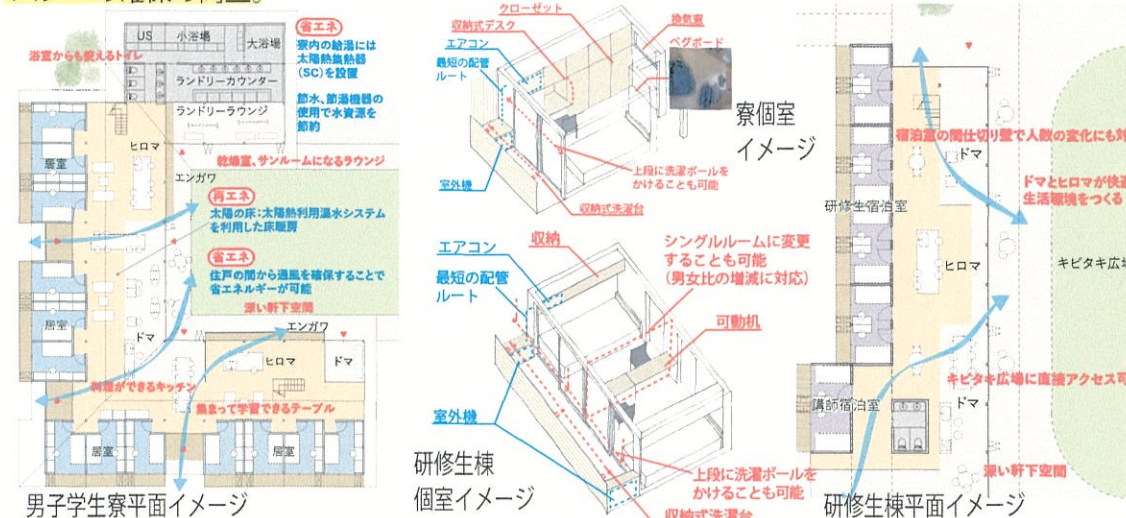 US
小浴場
大浴場
浴室からも使えるトイレ
ランドリーカウンター
ランドリーラウンジ
省エネ
寮内の給湯には
太陽熱集熱器
(SC)を設置
節水、節湯機器の
使用で水資源を
節約
居室
ヒロマ
乾燥室、サンルームになるラウンジ
エンガワ
再エネ
太陽の床:太陽熱利用温水システム
を利用した床暖房
省エネ
住戸の間から通風を確保することで
省エネルギーが可能
深い軒下空間
居室
ドマ
エンガワ
ヒロマ
ドマ
料理ができるキッチン
集まって学習できるテーブル
居室
居室
男子学生寮平面イメージ
クローゼット
収納式デスク
換気窓
エアコン
ペグボード
最短の配管
ルート
寮個室
イメージ
室外機
上段に洗濯ポールを
かけることも可能
収納式洗濯台
収納
エアコン
シングルルームに変更
することも可能
(男女比の増減に対応)
最短の配管
ルート
可動机
室外機
研修生棟
個室イメージ
上段に洗濯ポールを
かけることも可能
収納式洗濯台
宿泊室の間仕切り壁で人数の変化にも対
ドマ
ドマとヒロマが快適
生活環境をつくる
研修生宿泊室
ヒロマ
キビタキ広場
キビタキ広場に直接アクセス可
講師宿泊室
ドマ
深い軒下空間
研修生棟平面イメージ